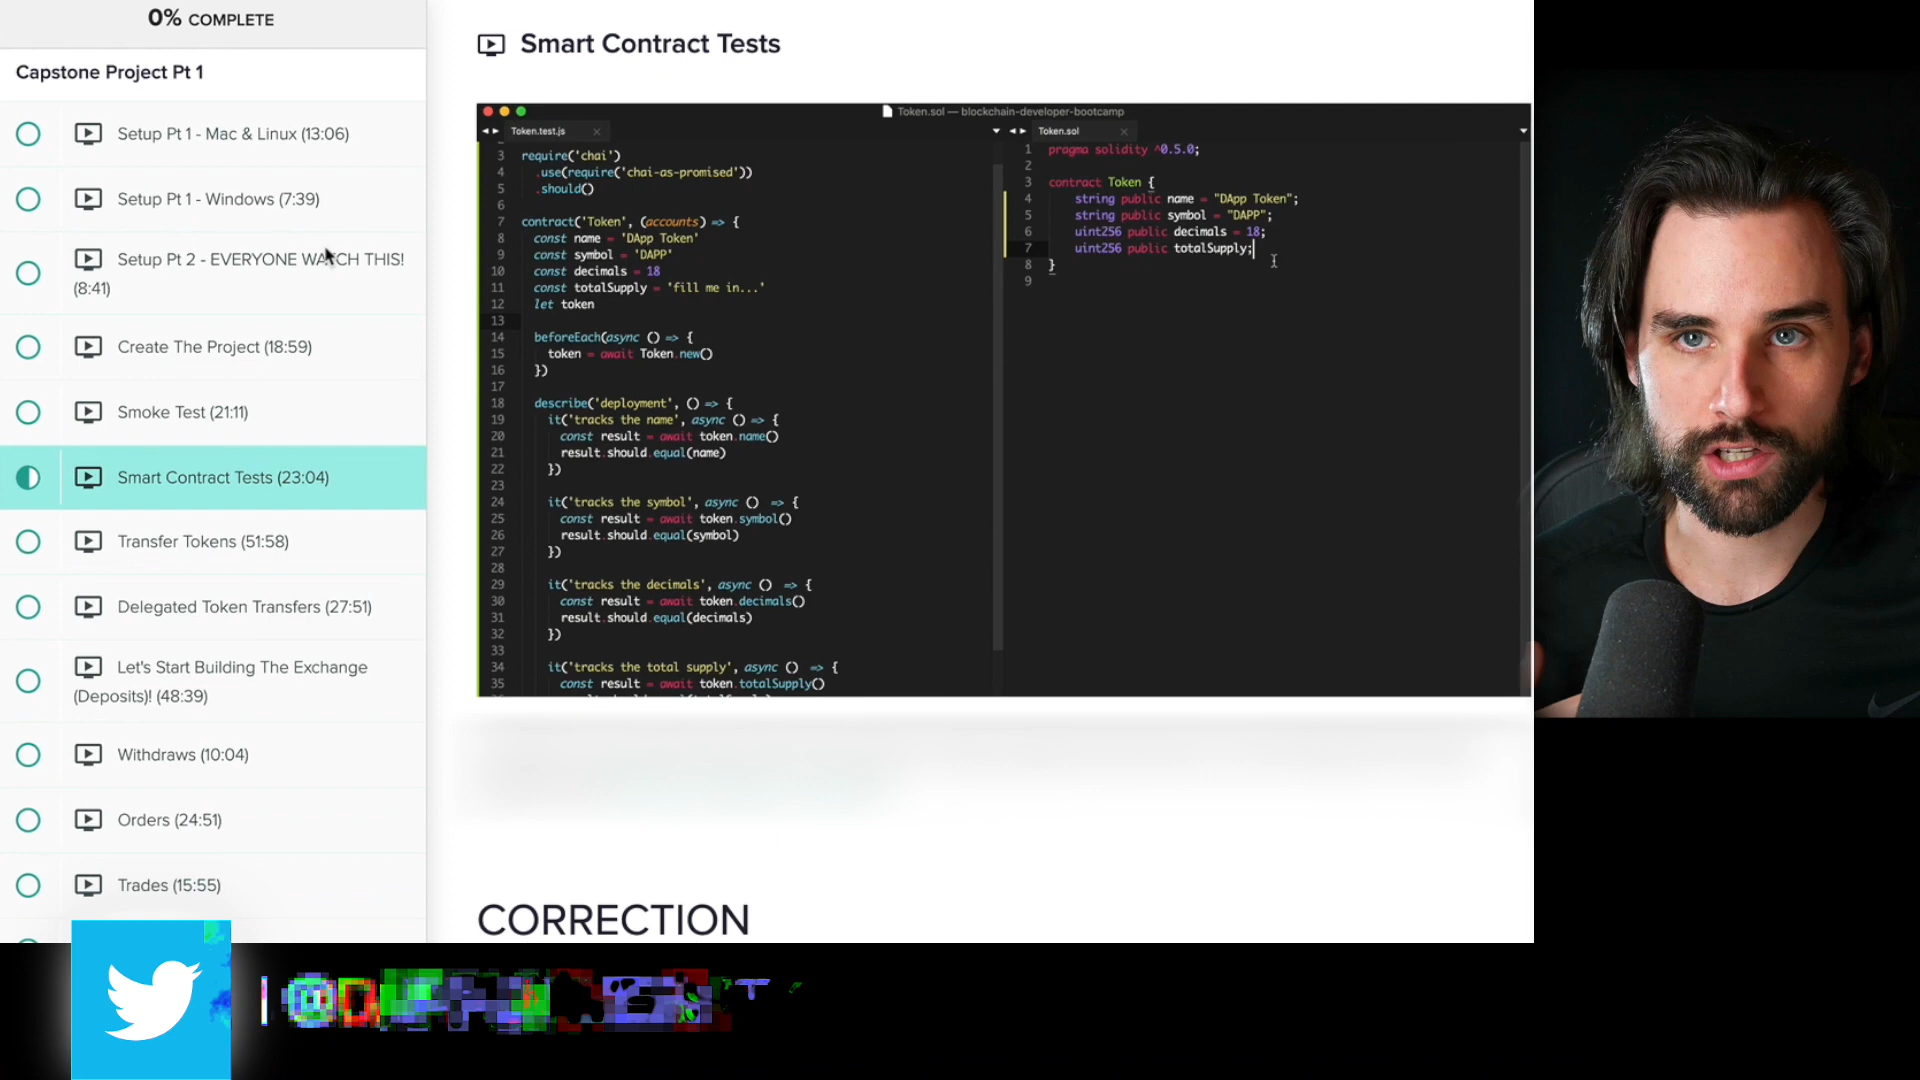 0% COMPLETE
Capstone Project Pt 1
Setup Pt 1 - Mac & Linux (13:06)
Setup Pt 1 - Windows (7:39)
Setup Pt 2 - EVERYONE WATCH THIS!
(8:41)
Create The Project (18:59)
Smoke Test (21:11)
Smart Contract Tests (23:04)
Transfer Tokens (51:58)
Delegated Token Transfers (27:51)
Let's Start Building The Exchange
(Deposits)! (48:39)
Withdraws (10:04)
Orders (24:51)
Trades (15:55)
Smart Contract Tests
Token.sol — blockchain-developer-bootcamp
Token.test.js
3 require('chai')
4 .use(require('chai-as-promised'))
5 .should()
6
7 contract('Token', (accounts) => {
8 const name = 'DApp Token'
9 const symbol = 'DAPP'
10 const decimals = 18
11 const totalSupply = 'fill me in...'
12 let token
13
14 beforeEach(async () => {
15 token = await Token.new()
16 })
17
18 describe('deployment', () => {
19 it('tracks the name', async () => {
20 const result = await token.name()
21 result.should.equal(name)
22 })
23
24 it('tracks the symbol', async () => {
25 const result = await token.symbol()
26 result.should.equal(symbol)
27 })
28
29 it('tracks the decimals', async () => {
30 const result = await token.decimals()
31 result.should.equal(decimals)
32 })
33
34 it('tracks the total supply', async () => {
35 const result = await token.totalSupply()
Token.sol
1 pragma solidity ^0.5.0;
2
3 contract Token {
4 string public name = "DApp Token";
5 string public symbol = "DAPP";
6 uint256 public decimals = 18;
7 uint256 public totalSupply;
8 }
9
CORRECTION